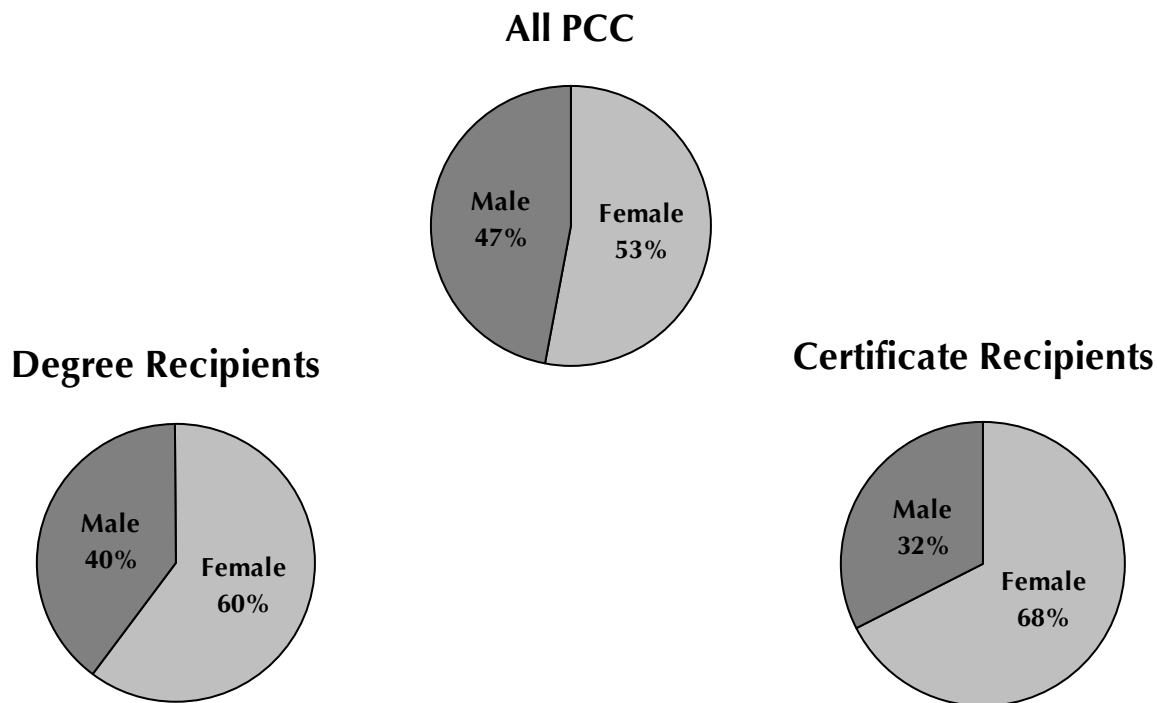 All PCC
Male
47%
Female
53%
Degree Recipients
Male
40%
Female
60%
Certificate Recipients
Male
32%
Female
68%